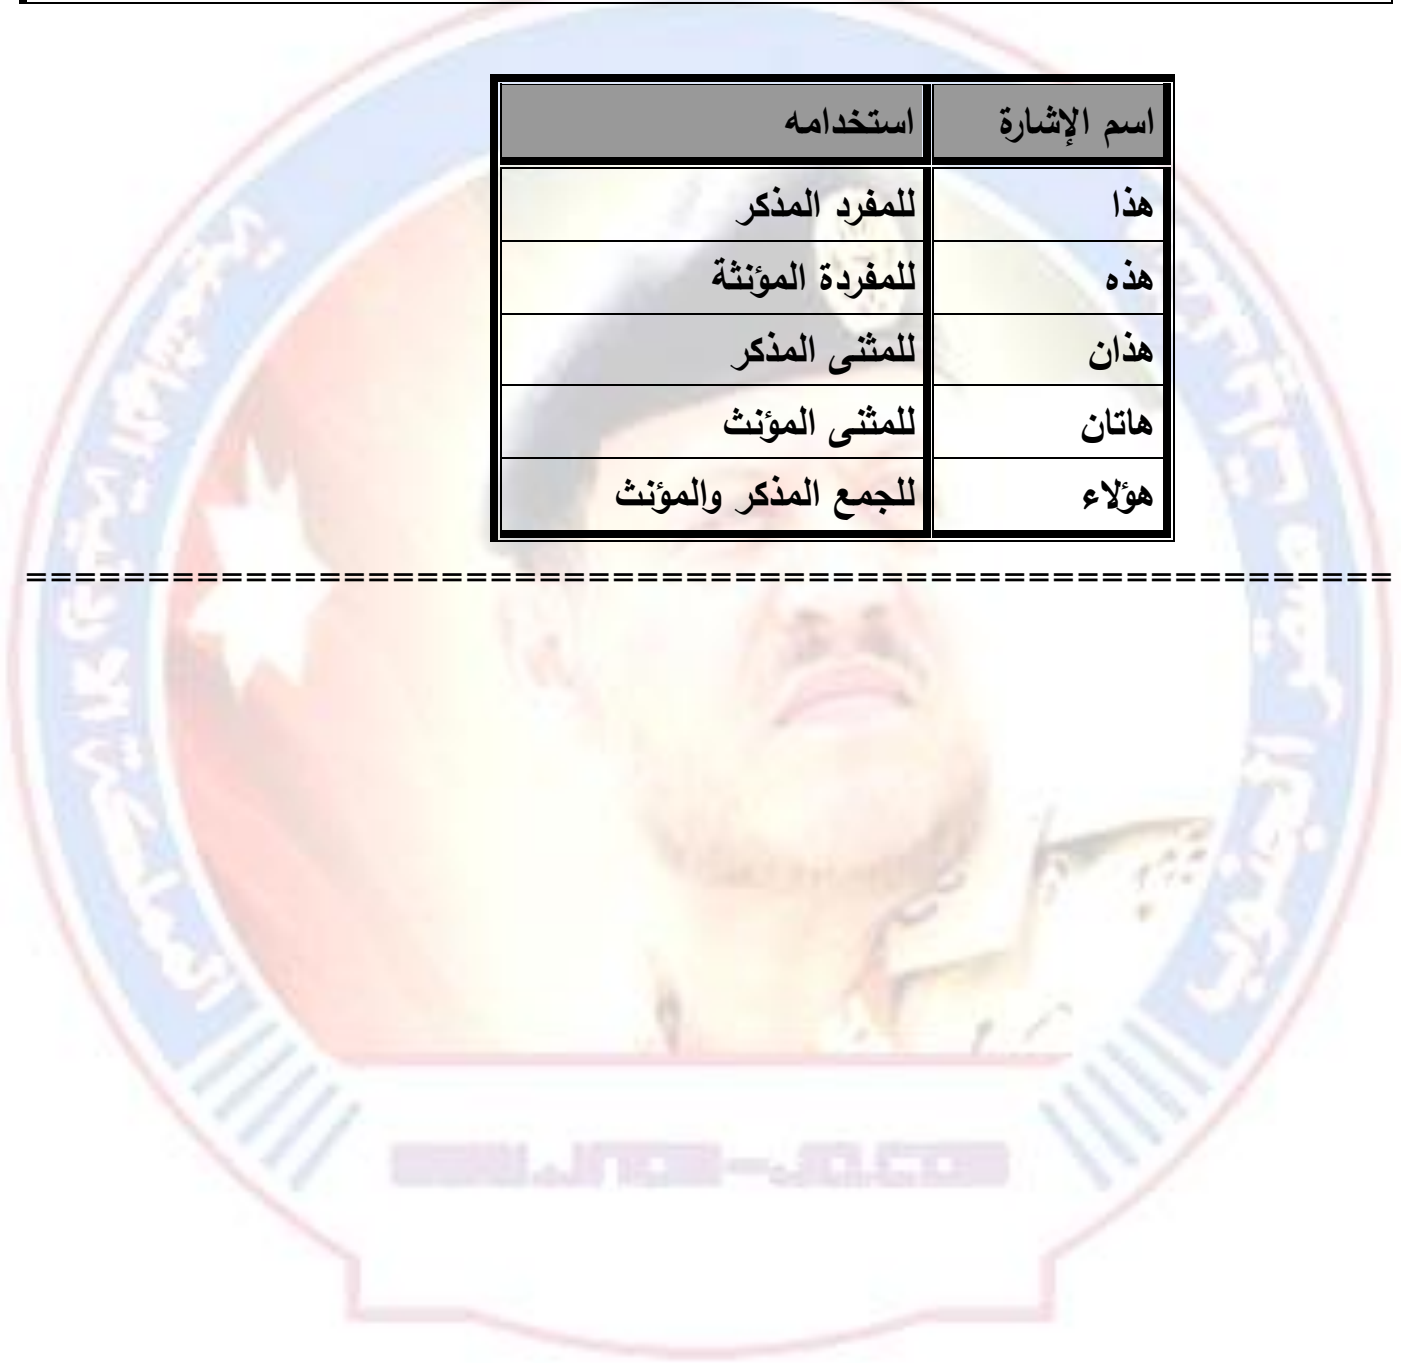 اسم الإشارة استخدامه
هذا للمفرد المذكر
هذه للمفردة المؤنثة
هذان للمثنى المذكر
هاتان للمثنى المؤنث
هؤلاء للجمع المذكر والمؤنث
========================================================